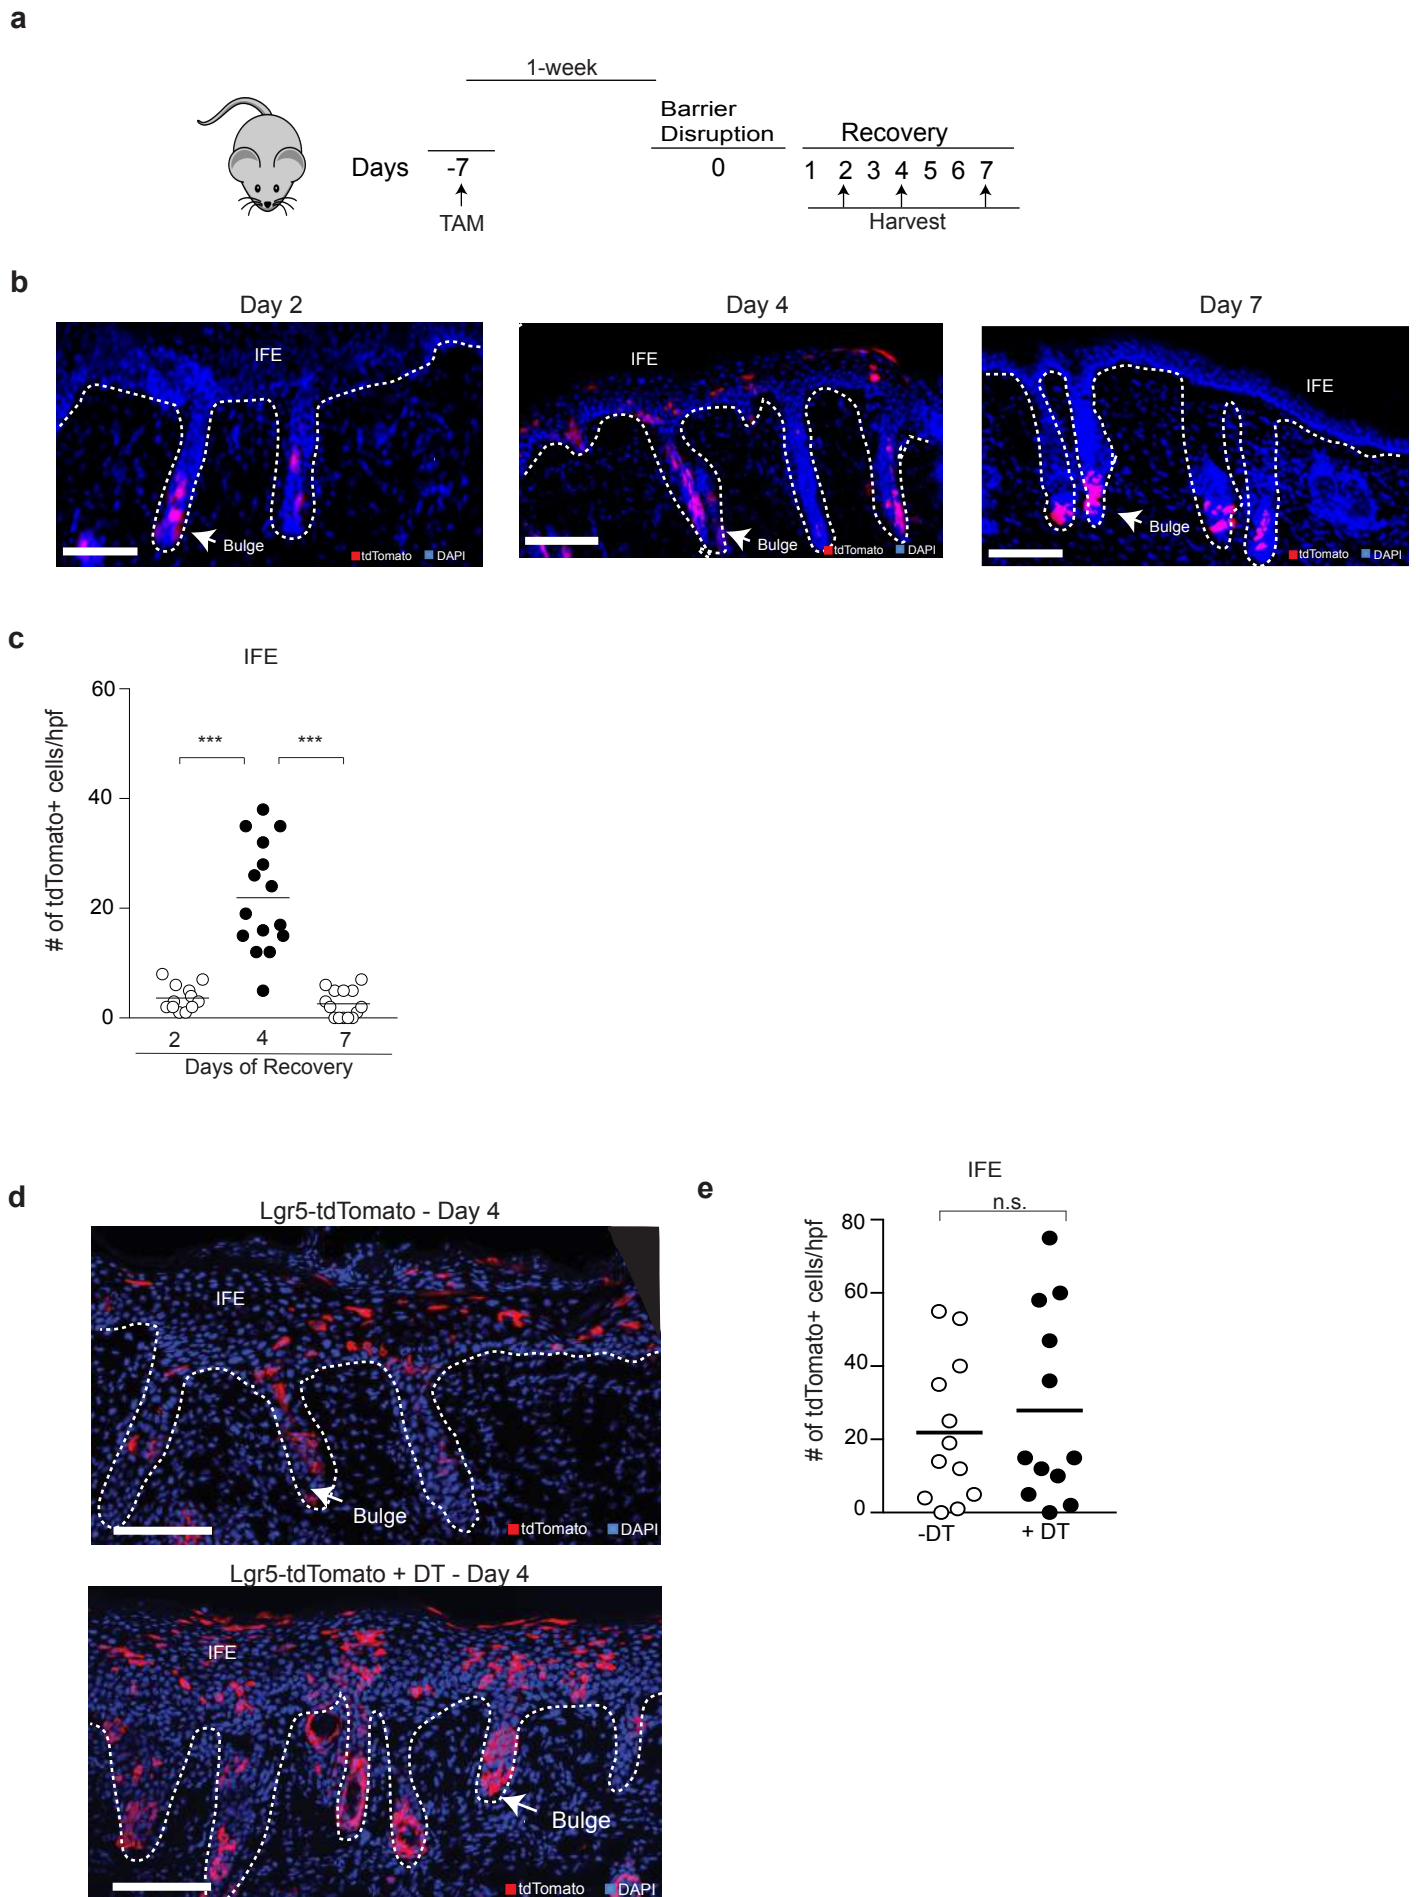 a
1-week
Barrier
Disruption
Recovery
Days -7 0 1 2 3 4 5 6 7
TAM
Harvest
b
Day 2 Day 4 Day 7
IFE
IFE
IFE
Bulge
Bulge
Bulge
tdTomato DAPI
tdTomato DAPI
tdTomato DAPI
c
IFE
# of tdTomato+ cells/hpf
60
40
20
0
*** ***
2 4 7
Days of Recovery
d
Lgr5-tdTomato - Day 4
IFE
Bulge
tdTomato DAPI
Lgr5-tdTomato + DT - Day 4
IFE
Bulge
tdTomato DAPI
e
IFE
n.s.
# of tdTomato+ cells/hpf
80
60
40
20
0
-DT + DT